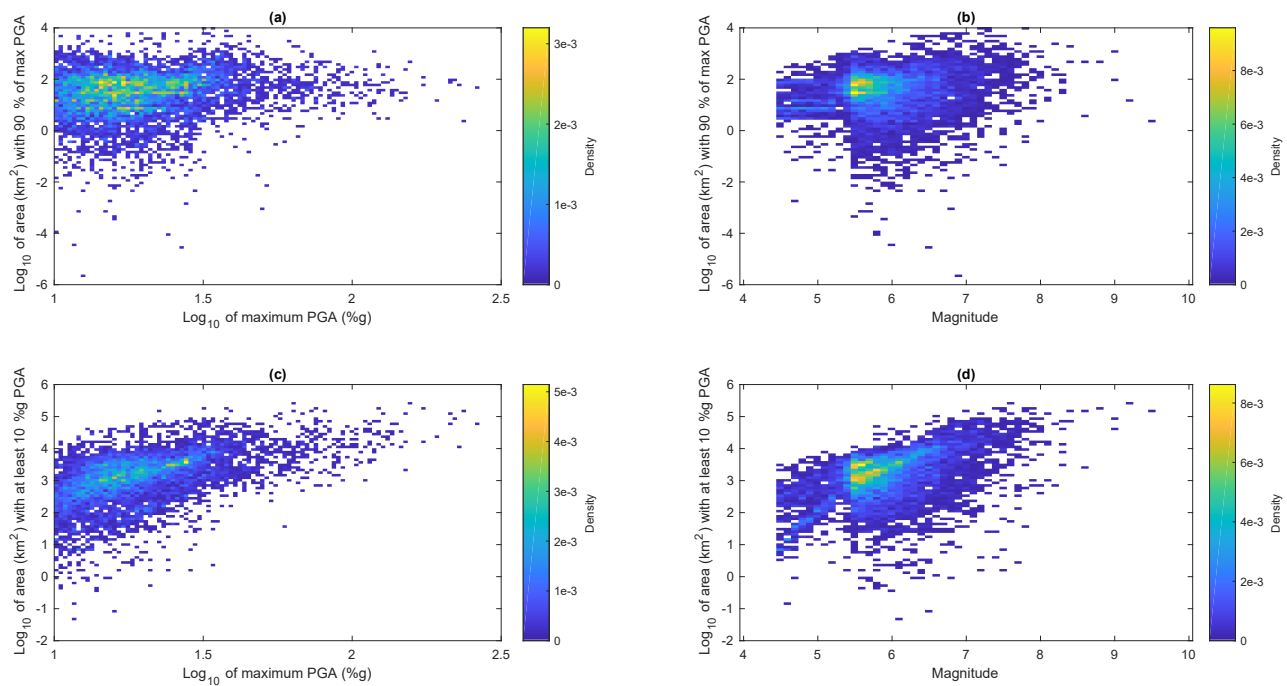 (a)
Log10 of area (km2) with 90 % of max PGA
4
2
0
-2
-4
-6
1
1.5
2
2.5
Log10 of maximum PGA (%g)
3e-3
2e-3
1e-3
0
Density
(b)
Log10 of area (km2) with 90 % of max PGA
4
2
0
-2
-4
-6
4
5
6
7
8
9
10
Magnitude
8e-3
6e-3
4e-3
2e-3
0
Density
(c)
Log10 of area (km2) with at least 10 %g PGA
6
5
4
3
2
1
0
-1
-2
1
1.5
2
2.5
Log10 of maximum PGA (%g)
5e-3
4e-3
3e-3
2e-3
1e-3
0
Density
(d)
Log10 of area (km2) with at least 10 %g PGA
6
5
4
3
2
1
0
-1
-2
4
5
6
7
8
9
10
Magnitude
8e-3
6e-3
4e-3
2e-3
0
Density